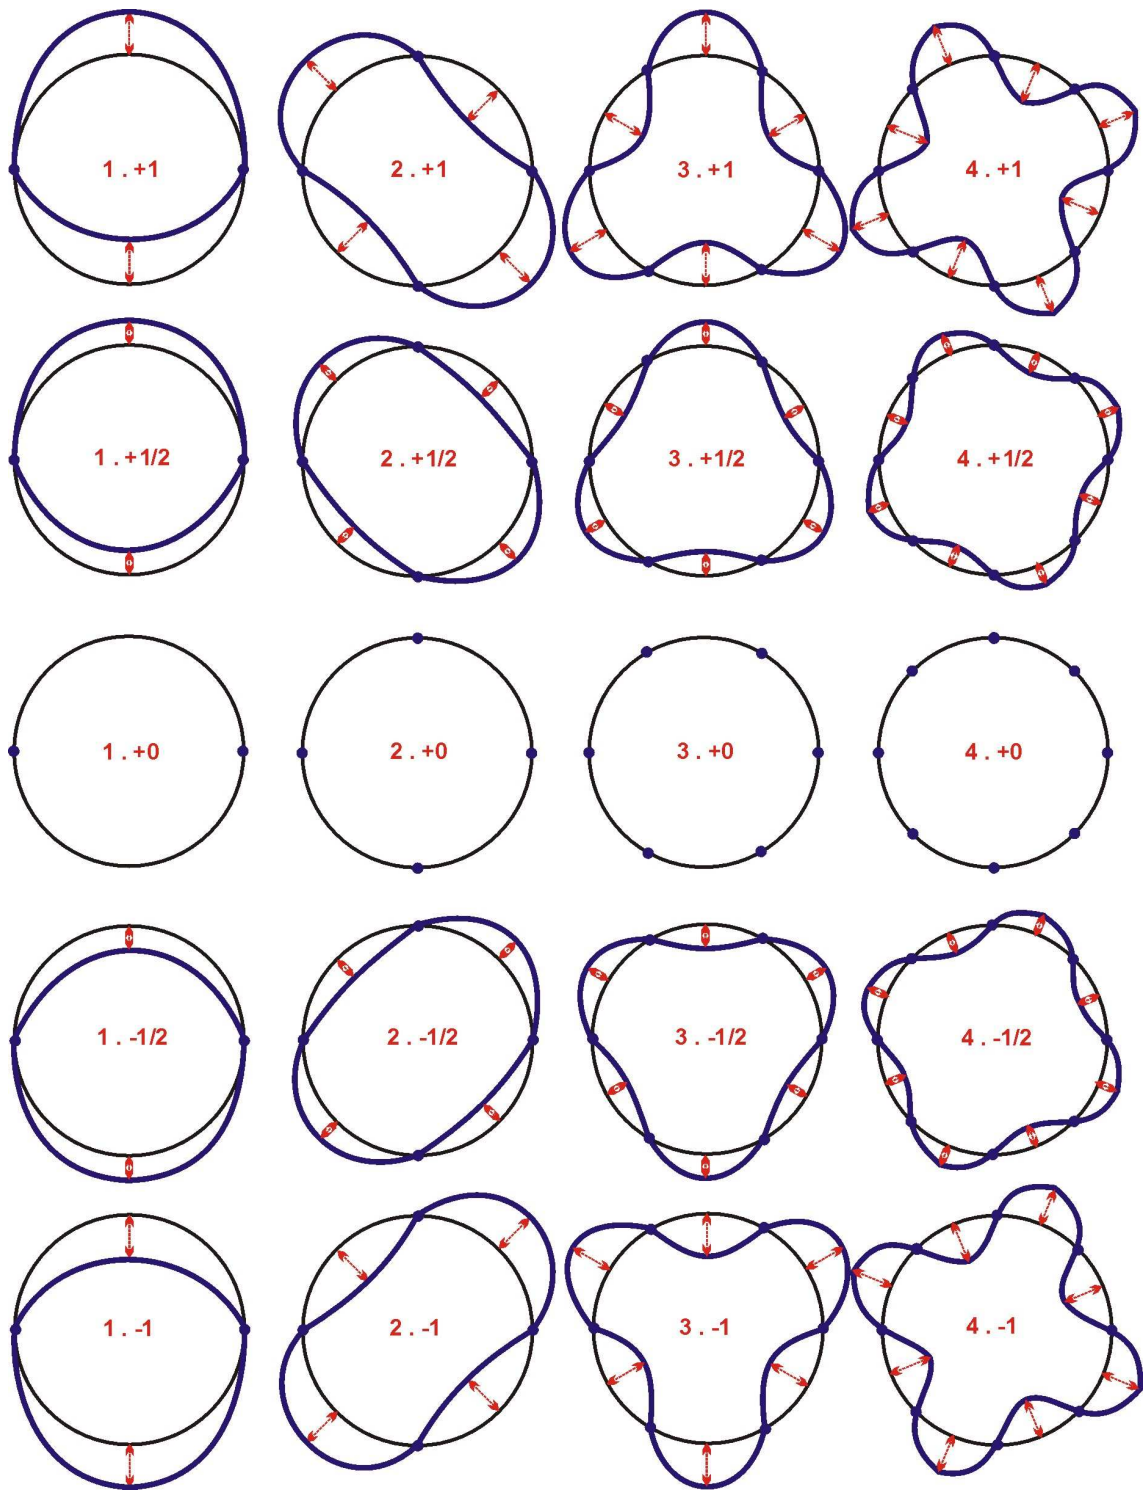 1 . +1 2 . +1 3 . +1 4 . +1
1 . +1/2 2 . +1/2 3 . +1/2 4 . +1/2
1 . +0 2 . +0 3 . +0 4 . +0
1 . -1/2 2 . -1/2 3 . -1/2 4 . -1/2
1 . -1 2 . -1 3 . -1 4 . -1